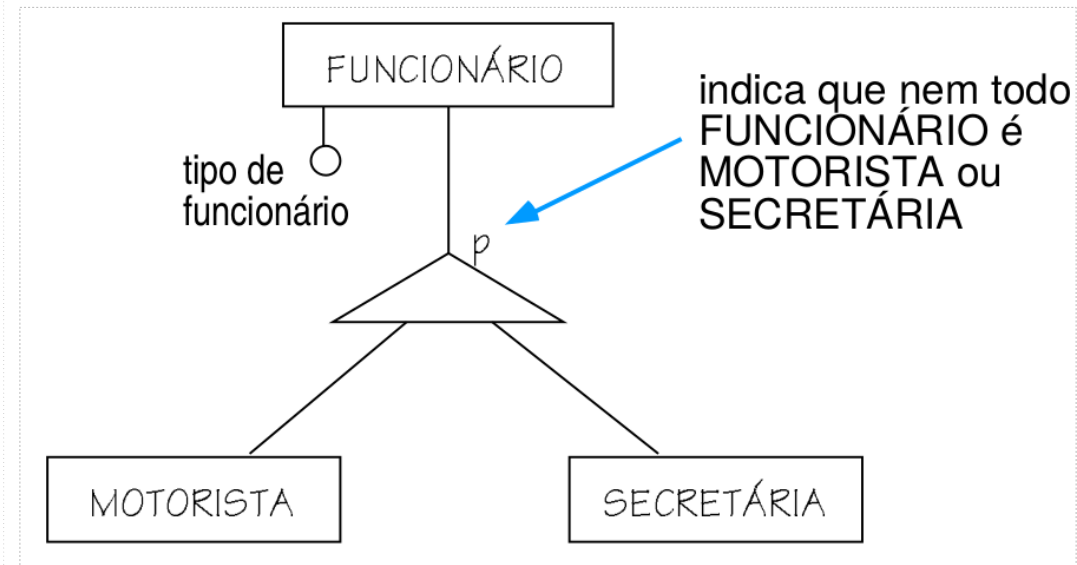 FUNCIONÁRIO
indica que nem todo
FUNCIONÁRIO é
MOTORISTA ou
SECRETÁRIA
tipo de
funcionário
p
MOTORISTA
SECRETÁRIA